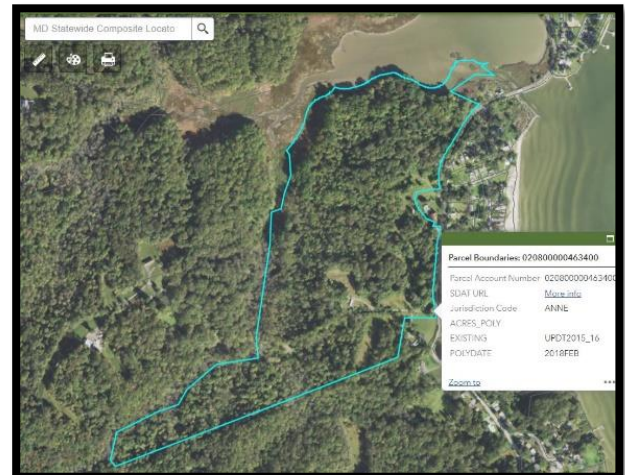 MD Statewide Composite Locato
Parcel Boundaries: 020800000463400
Parcel Account Number 020800000463400
SDAT URL More info
Jurisdiction Code ANNE
ACRES_POLY
EXISTING UPDT2015_16
POLYDATE 2018FEB
Zoom to